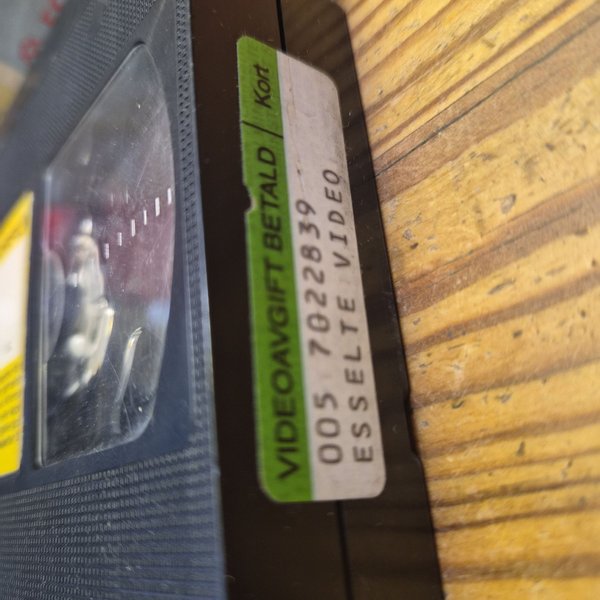 VIDEOAVGIFT BETALD | Kort
005 7022839
ESSELTE VIDEO